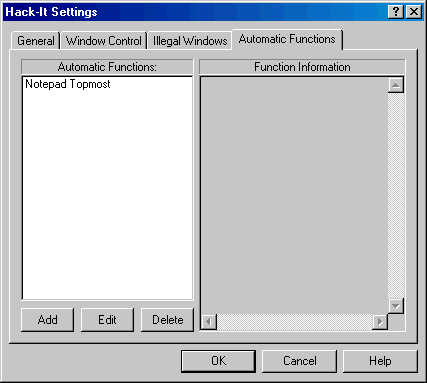 Hack-It Settings
General Window Control Illegal Windows Automatic Functions
Automatic Functions: Function Information
Notepad Topmost
Add Edit Delete
OK Cancel Help